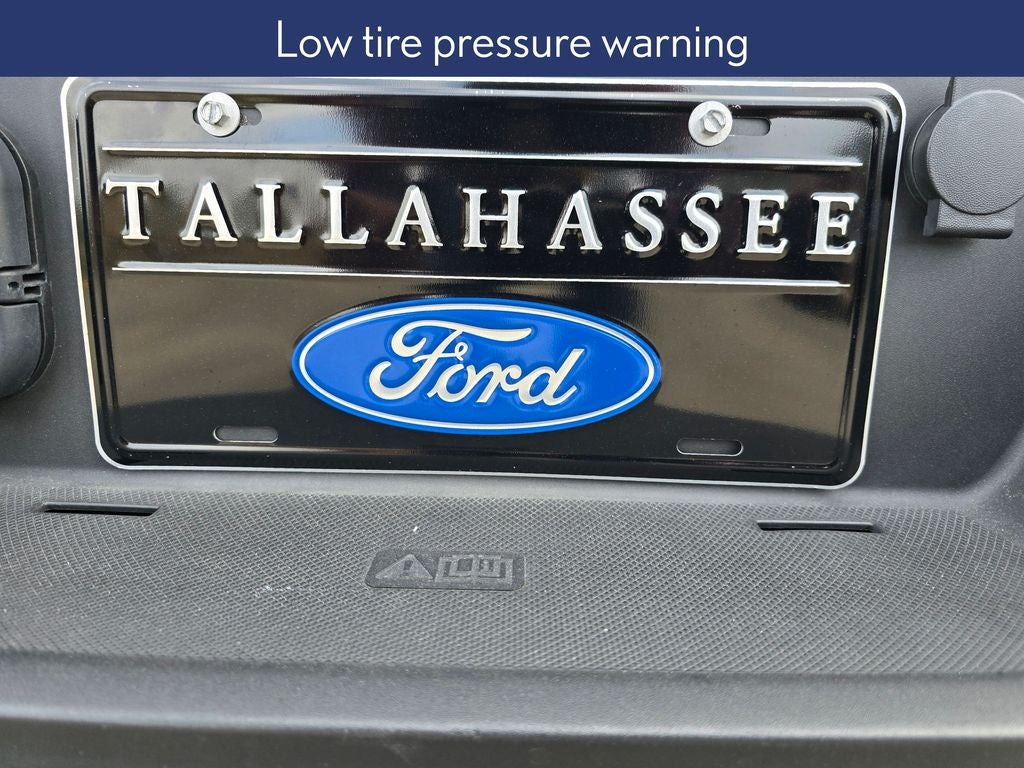 Low tire pressure warning
TALLAHASSEE
Ford